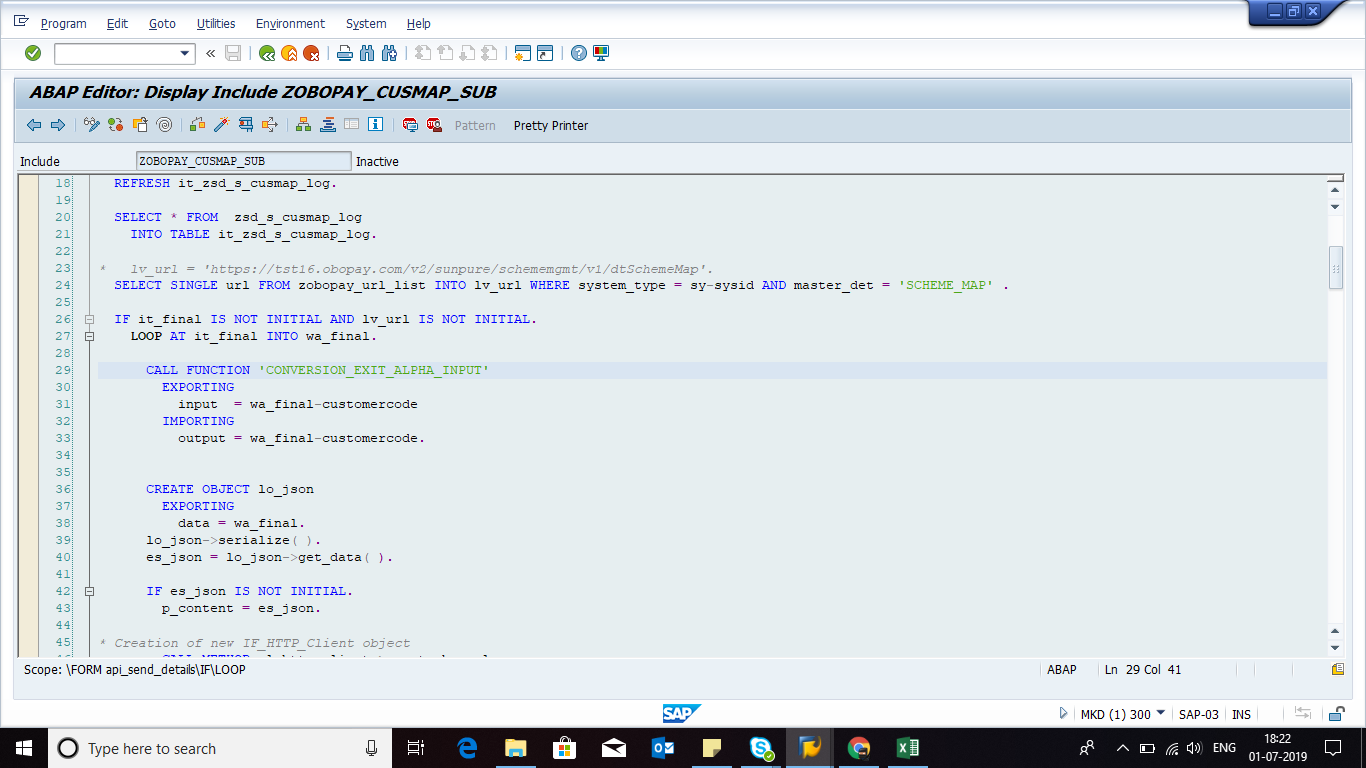 Program Edit Goto Utilities Environment System Help
ABAP Editor: Display Include ZOBOPAY_CUSMAP_SUB
Pattern Pretty Printer
Include ZOBOPAY_CUSMAP_SUB Inactive
18 REFRESH it_zsd_s_cusmap_log.
19
20 SELECT * FROM zsd_s_cusmap_log
21 INTO TABLE it_zsd_s_cusmap_log.
22
23 * lv_url = 'https://tst16.obopay.com/v2/sunpure/schememgmt/v1/dtSchemeMap'.
24 SELECT SINGLE url FROM zobopay_url_list INTO lv_url WHERE system_type = sy-sysid AND master_det = 'SCHEME_MAP' .
25
26 IF it_final IS NOT INITIAL AND lv_url IS NOT INITIAL.
27 LOOP AT it_final INTO wa_final.
28
29 CALL FUNCTION 'CONVERSION_EXIT_ALPHA_INPUT'
30 EXPORTING
31 input = wa_final-customercode
32 IMPORTING
33 output = wa_final-customercode.
34
35
36 CREATE OBJECT lo_json
37 EXPORTING
38 data = wa_final.
39 lo_json->serialize( ).
40 es_json = lo_json->get_data( ).
41
42 IF es_json IS NOT INITIAL.
43 p_content = es_json.
44
45 * Creation of new IF_HTTP_Client object
Scope: \FORM api_send_details\IF\LOOP ABAP Ln 29 Col 41
SAP MKD (1) 300 SAP-03 INS
Type here to search ENG 18:22
01-07-2019